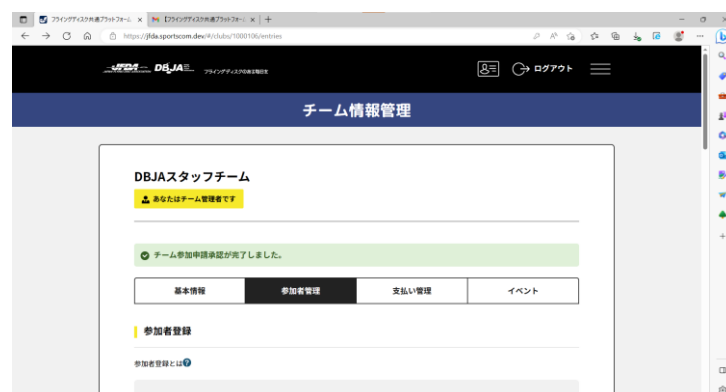 フライングディスク共通プラットフォーム
【フライングディスク共通プラットフォーム
https://jfda.sportscom.dev/#/clubs/1000106/entries
JFDA DBJA
ログアウト
チーム情報管理
DBJAスタッフチーム
あなたはチーム管理者です
チーム参加申請承認が完了しました。
基本情報 参加者管理 支払い管理 イベント
参加者登録
参加者登録とは?